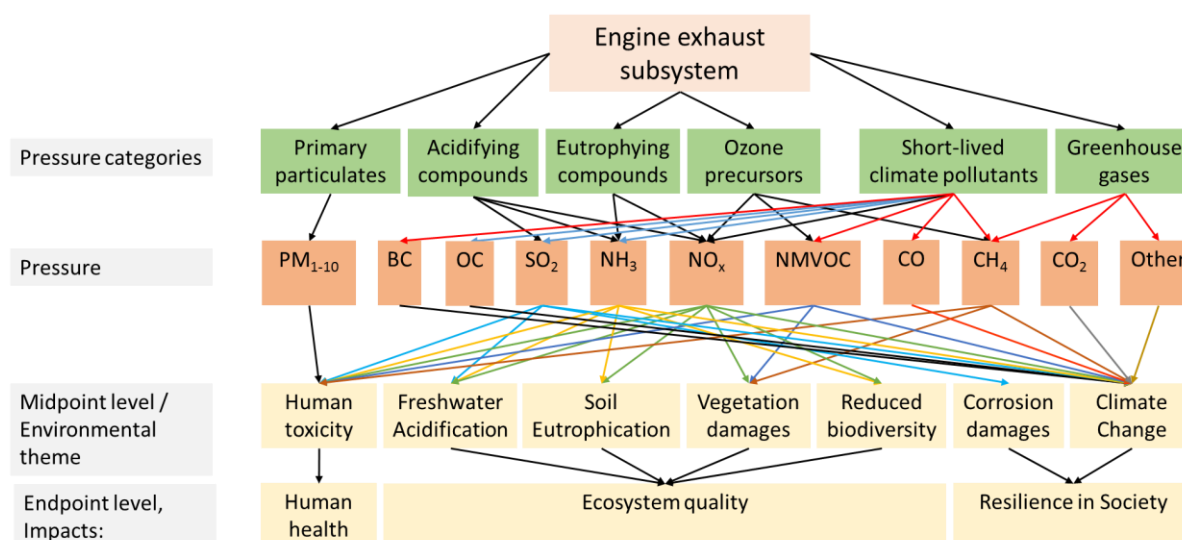 Engine exhaust
subsystem
Pressure categories
Primary
particulates
Acidifying
compounds
Eutrophying
compounds
Ozone
precursors
Short-lived
climate pollutants
Greenhouse
gases
Pressure
PM₁₋₁₀
BC
OC
SO₂
NH₃
NOₓ
NMVOC
CO
CH₄
CO₂
Other
Midpoint level /
Environmental
theme
Human
toxicity
Freshwater
Acidification
Soil
Eutrophication
Vegetation
damages
Reduced
biodiversity
Corrosion
damages
Climate
Change
Endpoint level,
Impacts:
Human
health
Ecosystem quality
Resilience in Society